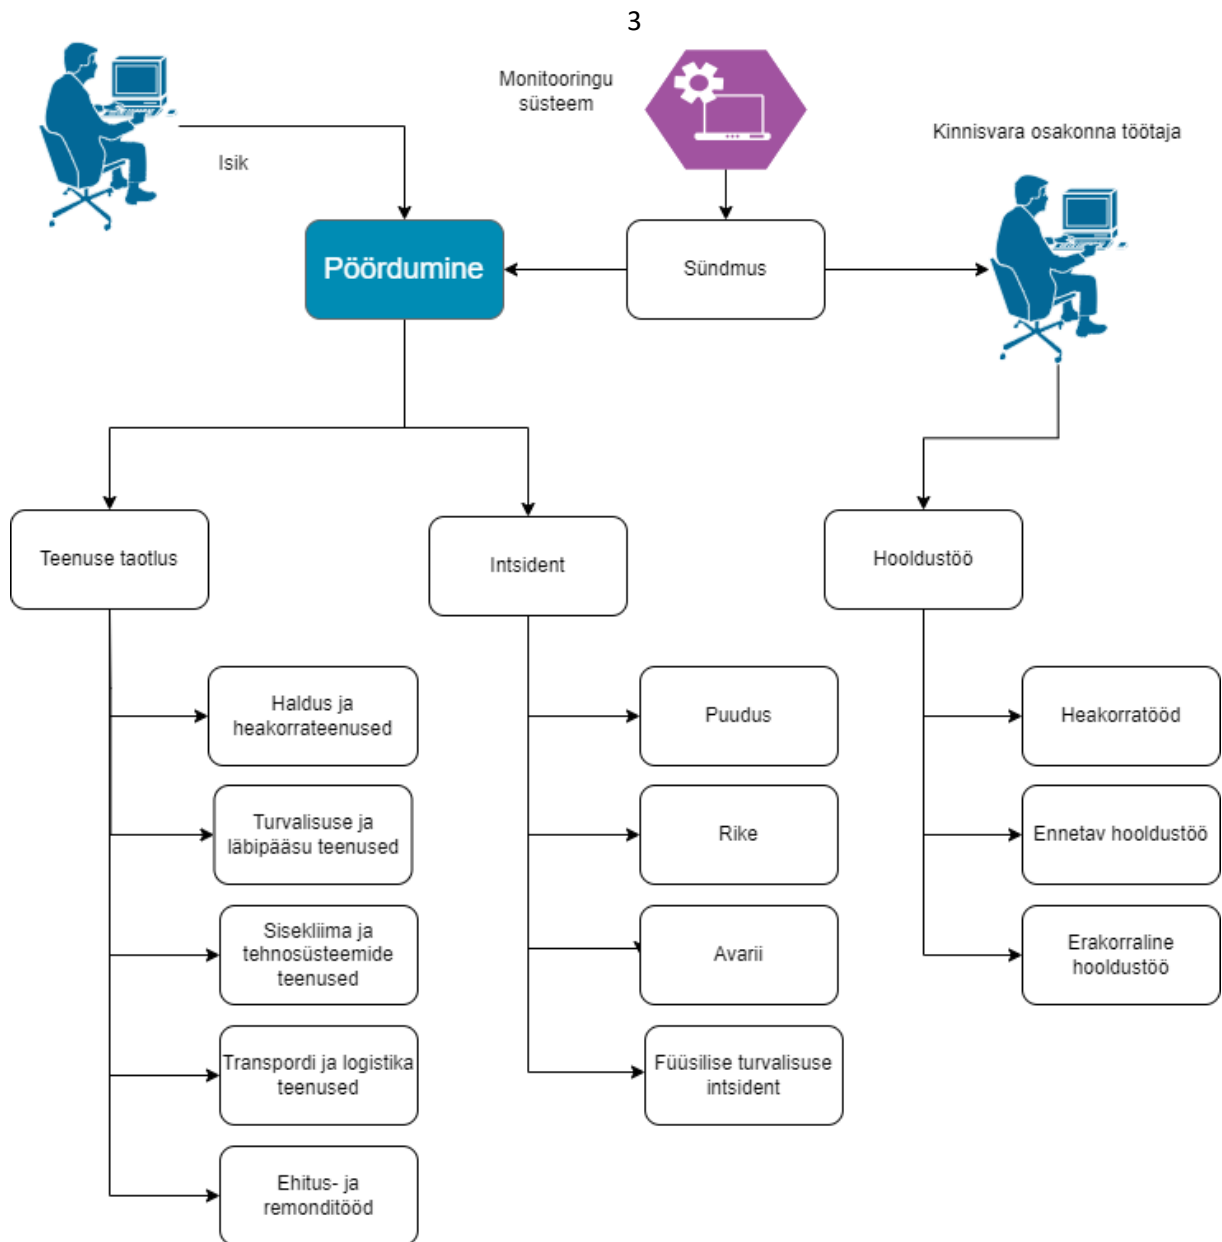 3
Monitooringu
süsteem
Kinnisvara osakonna töötaja
Isik
Pöördumine
Sündmus
Teenuse taotlus
Intsident
Hooldustöö
Haldus ja
heakorrateenused
Puudus
Heakorratööd
Turvalisuse ja
läbipääsu teenused
Rike
Ennetav hooldustöö
Sisekliima ja
tehnosüsteemide
teenused
Avarii
Erakorraline
hooldustöö
Transpordi ja logistika
teenused
Füüsilise turvalisuse
intsident
Ehitus- ja
remonditööd